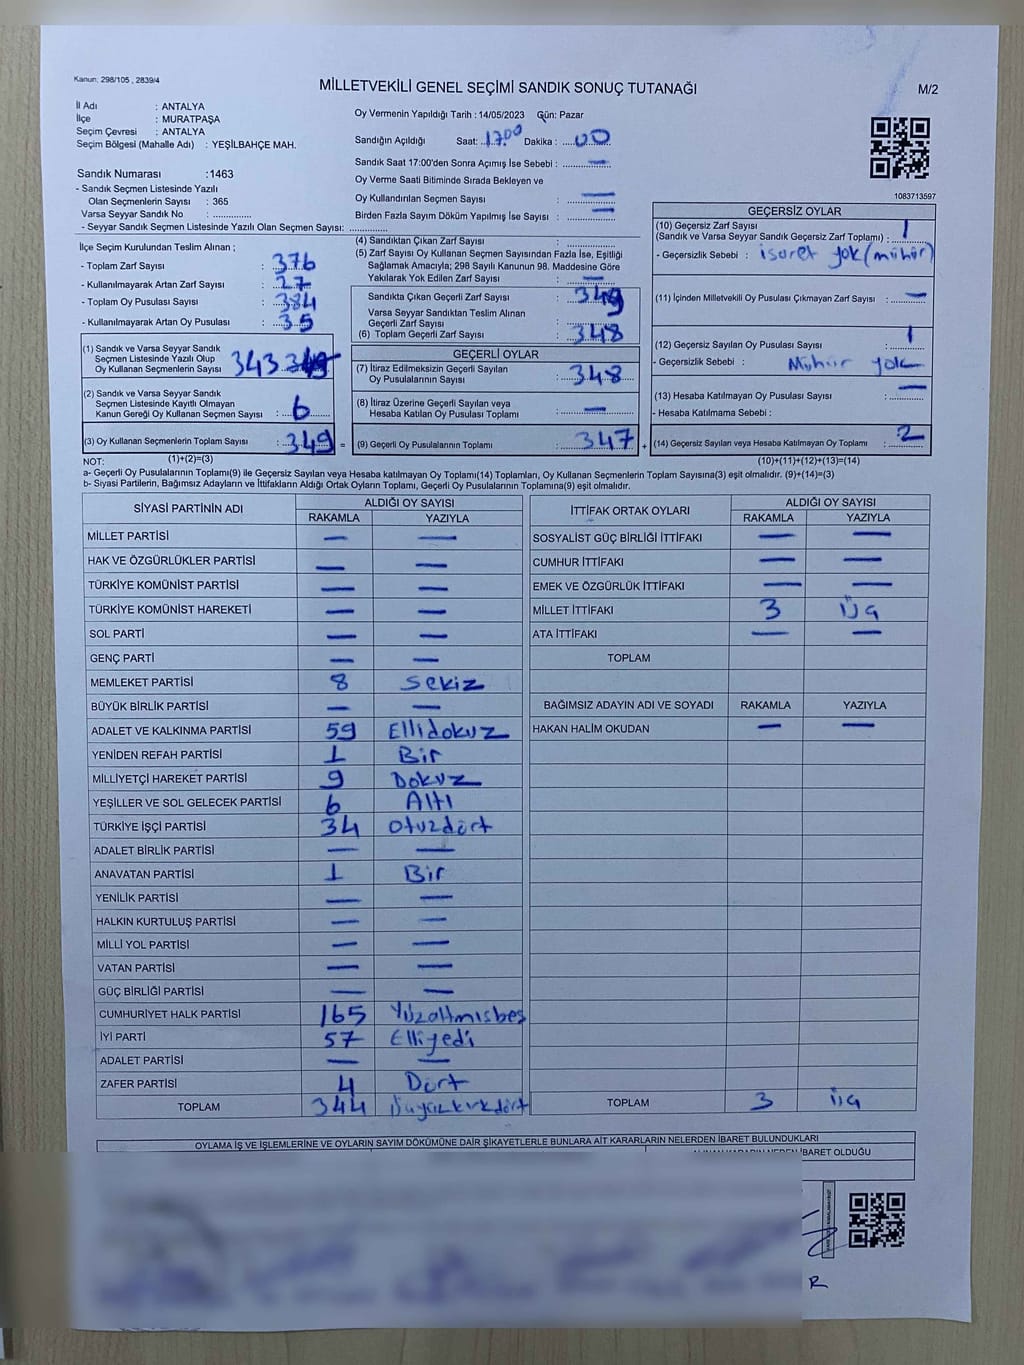 Kanun; 298/105 , 2839/4
MİLLETVEKİLİ GENEL SEÇİMİ SANDIK SONUÇ TUTANAĞI
M/2
İl Adı : ANTALYA
İlçe : MURATPAŞA
Seçim Çevresi : ANTALYA
Seçim Bölgesi (Mahalle Adı) : YEŞİLBAHÇE MAH.
Oy Vermenin Yapıldığı Tarih : 14/05/2023 Gün: Pazar
Sandığın Açıldığı Saat: 17.00 Dakika : 00
Sandık Saat 17:00'den Sonra Açımış İse Sebebi : —
Oy Verme Saati Bitiminde Sırada Bekleyen ve
Oy Kullandırılan Seçmen Sayısı —
Birden Fazla Sayım Döküm Yapılmış İse Sayısı : —
1083713597
Sandık Numarası :1463
- Sandık Seçmen Listesinde Yazılı
Olan Seçmenlerin Sayısı : 365
Varsa Seyyar Sandık No : ..............
- Seyyar Sandık Seçmen Listesinde Yazılı Olan Seçmen Sayısı: ..............
İlçe Seçim Kurulundan Teslim Alınan ;
- Toplam Zarf Sayısı : 376
- Kullanılmayarak Artan Zarf Sayısı : 27
- Toplam Oy Pusulası Sayısı : 384
- Kullanılmayarak Artan Oy Pusulası : 35
(1) Sandık ve Varsa Seyyar Sandık
Seçmen Listesinde Yazılı Olup
Oy Kullanan Seçmenlerin Sayısı 343
(2) Sandık ve Varsa Seyyar Sandık
Seçmen Listesinde Kayıtlı Olmayan
Kanun Gereği Oy Kullanan Seçmen Sayısı : 6
(3) Oy Kullanan Seçmenlerin Toplam Sayısı : 349 =
(1)+(2)=(3)
(4) Sandıktan Çıkan Zarf Sayısı : ..............
(5) Zarf Sayısı Oy Kullanan Seçmen Sayısından Fazla İse, Eşitliği
Sağlamak Amacıyla; 298 Sayılı Kanunun 98. Maddesine Göre
Yakılarak Yok Edilen Zarf Sayısı : —
Sandıkta Çıkan Geçerli Zarf Sayısı : 349
Varsa Seyyar Sandıktan Teslim Alınan
Geçerli Zarf Sayısı : ..............
(6) Toplam Geçerli Zarf Sayısı : 348
GEÇERLİ OYLAR
(7) İtiraz Edilmeksizin Geçerli Sayılan
Oy Pusulalarının Sayısı : 348
(8) İtiraz Üzerine Geçerli Sayılan veya
Hesaba Katılan Oy Pusulası Toplamı : —
(9) Geçerli Oy Pusulalarının Toplamı : 347 +
GEÇERSİZ OYLAR
(10) Geçersiz Zarf Sayısı
(Sandık ve Varsa Seyyar Sandık Geçersiz Zarf Toplamı) : 1
- Geçersizlik Sebebi : isaret yok (mühür)
(11) İçinden Milletvekili Oy Pusulası Çıkmayan Zarf Sayısı : —
(12) Geçersiz Sayılan Oy Pusulası Sayısı : 1
- Geçersizlik Sebebi : Mühür yok
(13) Hesaba Katılmayan Oy Pusulası Sayısı : —
- Hesaba Katılmama Sebebi :
(14) Geçersiz Sayılan veya Hesaba Katılmayan Oy Toplamı : 2
(10)+(11)+(12)+(13)=(14)
NOT:
a- Geçerli Oy Pusulalarının Toplamı(9) ile Geçersiz Sayılan veya Hesaba katılmayan Oy Toplamı(14) Toplamları, Oy Kullanan Seçmenlerin Toplam Sayısına(3) eşit olmalıdır. (9)+(14)=(3)
b- Siyasi Partilerin, Bağımsız Adayların ve İttifakların Aldığı Ortak Oyların Toplamı, Geçerli Oy Pusulalarının Toplamına(9) eşit olmalıdır.
SİYASİ PARTİNİN ADI ALDIĞI OY SAYISI
RAKAMLA YAZIYLA
MİLLET PARTİSİ — —
HAK VE ÖZGÜRLÜKLER PARTİSİ — —
TÜRKİYE KOMÜNİST PARTİSİ — —
TÜRKİYE KOMÜNİST HAREKETİ — —
SOL PARTİ — —
GENÇ PARTİ — —
MEMLEKET PARTİSİ 8 Sekiz
BÜYÜK BİRLİK PARTİSİ — —
ADALET VE KALKINMA PARTİSİ 59 Ellidokuz
YENİDEN REFAH PARTİSİ 1 Bir
MİLLİYETÇİ HAREKET PARTİSİ 9 Dokuz
YEŞİLLER VE SOL GELECEK PARTİSİ 6 Altı
TÜRKİYE İŞÇİ PARTİSİ 34 Otuzdört
ADALET BİRLİK PARTİSİ — —
ANAVATAN PARTİSİ 1 Bir
YENİLİK PARTİSİ — —
HALKIN KURTULUŞ PARTİSİ — —
MİLLİ YOL PARTİSİ — —
VATAN PARTİSİ — —
GÜÇ BİRLİĞİ PARTİSİ — —
CUMHURİYET HALK PARTİSİ 165 Yüzaltmısbes
İYİ PARTİ 57 Elliyedi
ADALET PARTİSİ — —
ZAFER PARTİSİ 4 Dört
TOPLAM 344 Üçyüzkırkdört
İTTİFAK ORTAK OYLARI ALDIĞI OY SAYISI
RAKAMLA YAZIYLA
SOSYALİST GÜÇ BİRLİĞİ İTTİFAKI — —
CUMHUR İTTİFAKI — —
EMEK VE ÖZGÜRLÜK İTTİFAKI — —
MİLLET İTTİFAKI 3 Üç
ATA İTTİFAKI — —
TOPLAM
BAĞIMSIZ ADAYIN ADI VE SOYADI RAKAMLA YAZIYLA
HAKAN HALİM OKUDAN — —
TOPLAM 3 Üç
OYLAMA İŞ VE İŞLEMLERİNE VE OYLARIN SAYIM DÖKÜMÜNE DAİR ŞİKAYETLERLE BUNLARA AİT KARARLARIN NELERDEN İBARET BULUNDUKLARI
ALINAN KARARIN NEDEN İBARET OLDUĞU